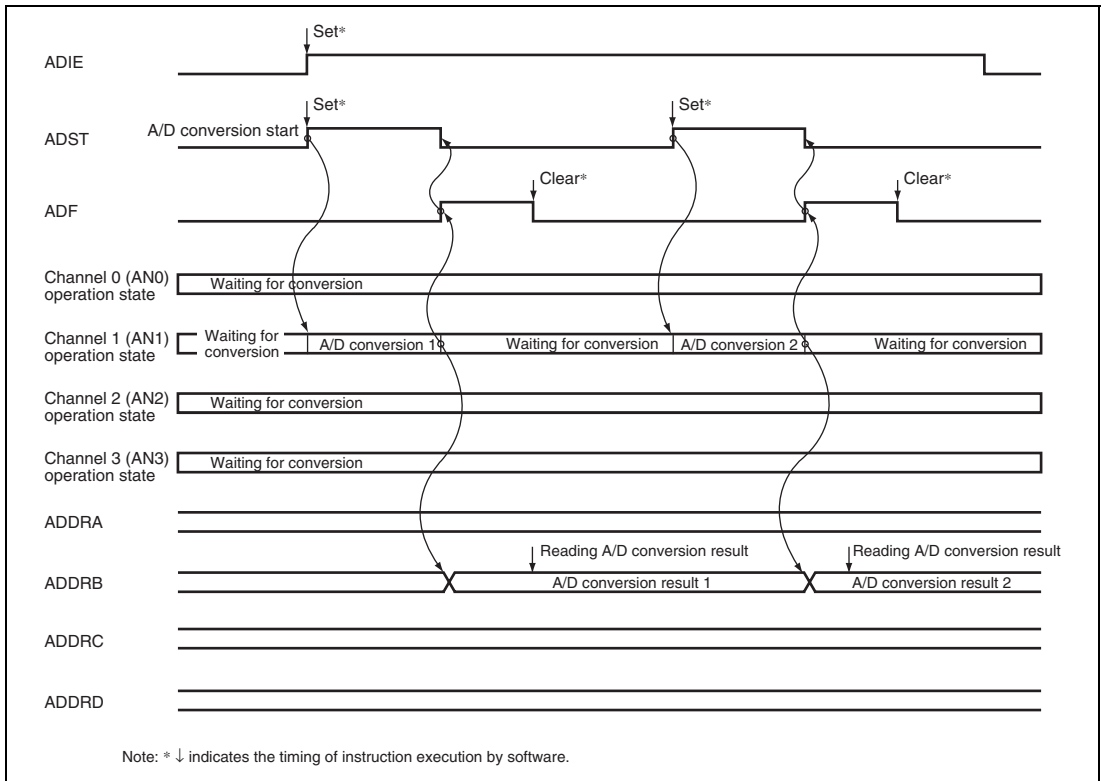 Set*
ADIE
Set*
Set*
A/D conversion start
ADST
Clear*
Clear*
ADF
Channel 0 (AN0)
operation state
Waiting for conversion
Channel 1 (AN1)
operation state
Waiting for
conversion
A/D conversion 1
Waiting for conversion
A/D conversion 2
Waiting for conversion
Channel 2 (AN2)
operation state
Waiting for conversion
Channel 3 (AN3)
operation state
Waiting for conversion
ADDRA
Reading A/D conversion result
Reading A/D conversion result
ADDRB
A/D conversion result 1
A/D conversion result 2
ADDRC
ADDRD
Note: * ↓ indicates the timing of instruction execution by software.